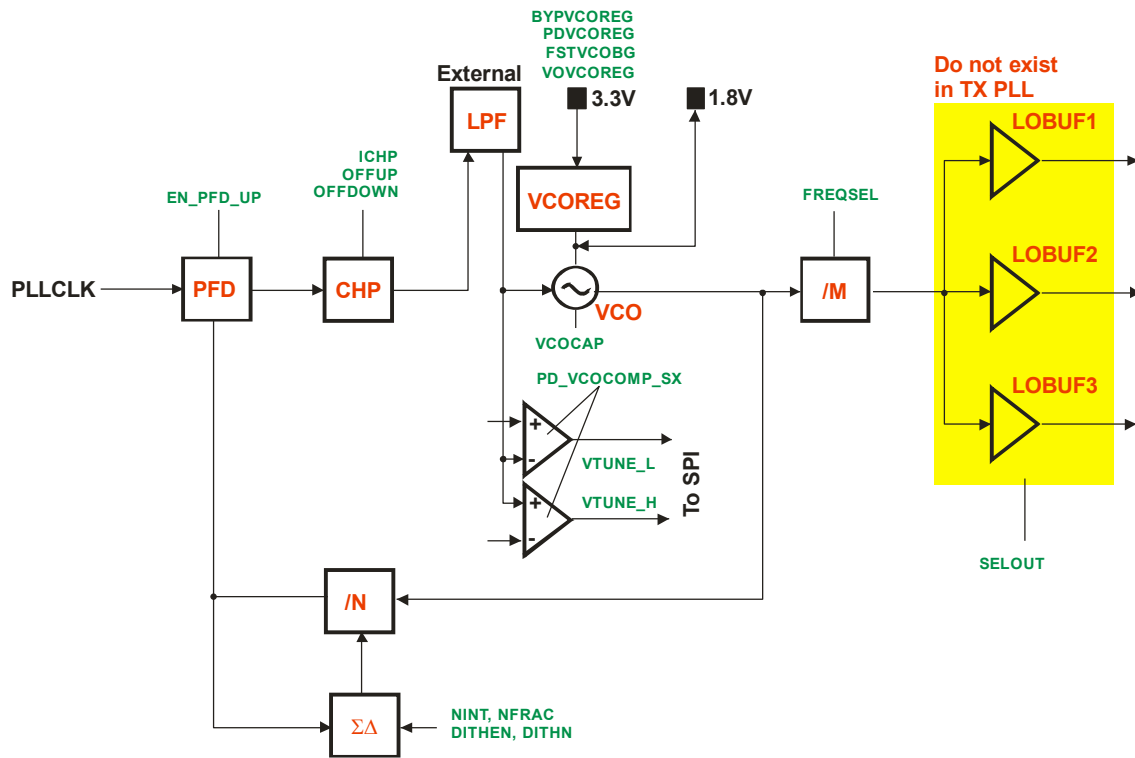 BYPVCOREG
PDVCOREG
FSTVCOBG
VOVCOREG
External
3.3V
1.8V
Do not exist
in TX PLL
LPF
LOBUF1
ICHP
OFFUP
OFFDOWN
EN_PFD_UP
VCOREG
FREQSEL
LOBUF2
PLLCLK
PFD
CHP
/M
VCO
VCOCAP
PD_VCOCOMP_SX
LOBUF3
+
-
VTUNE_L
+
-
VTUNE_H
To SPI
SELOUT
/N
ΣΔ
NINT, NFRAC
DITHEN, DITHN